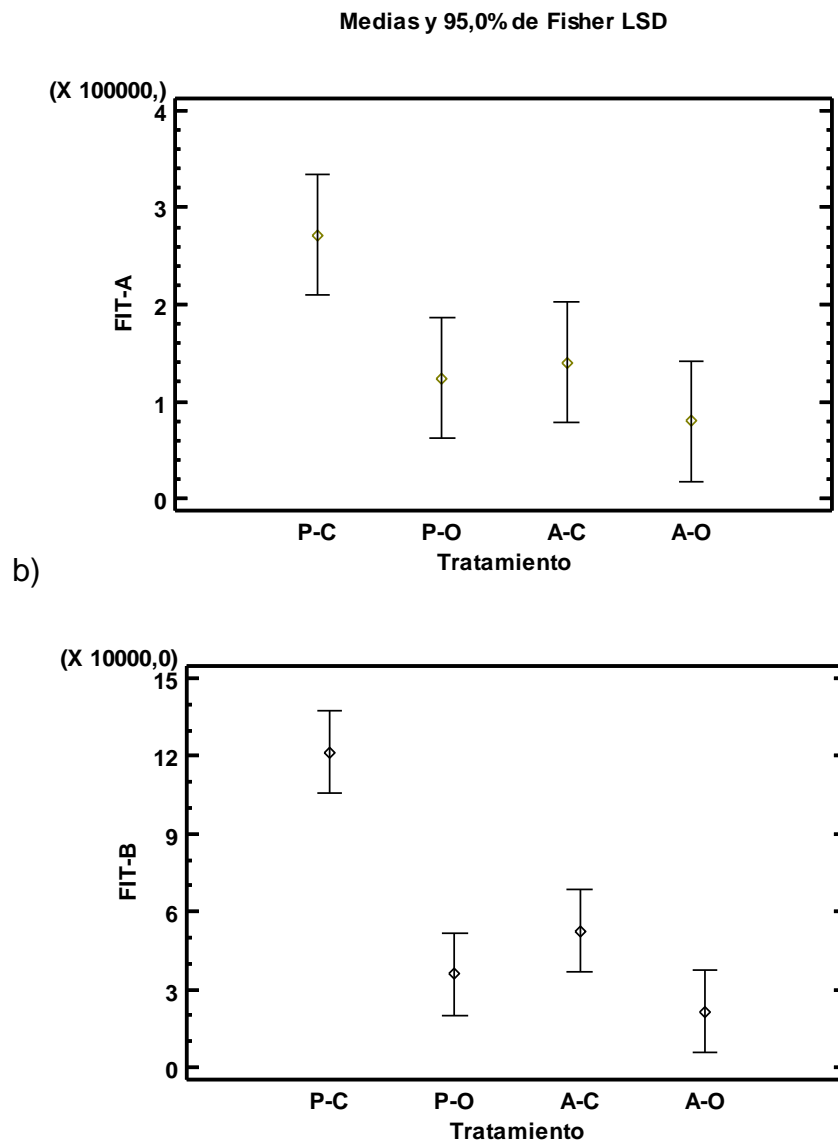 Medias y 95,0% de Fisher LSD
(X 100000,)
4
3
2
1
0
FIT-A
P-C P-O A-C A-O
Tratamiento
b)
(X 10000,0)
15
12
9
6
3
0
FIT-B
P-C P-O A-C A-O
Tratamiento